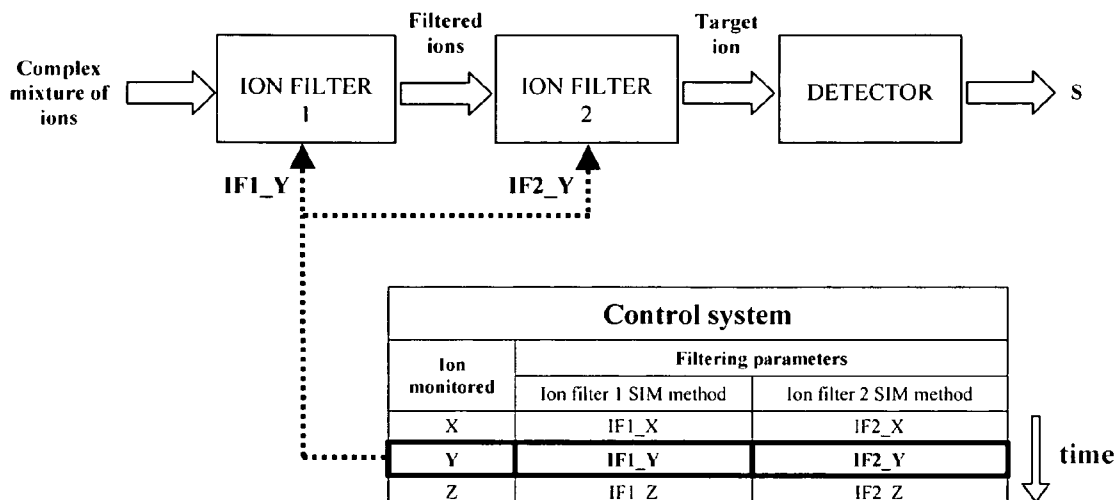 Complex
mixture of
ions
ION FILTER
1
Filtered
ions
ION FILTER
2
Target
ion
DETECTOR
S
IF1_Y
IF2_Y
Control system
Ion
monitored
Filtering parameters
Ion filter 1 SIM method
Ion filter 2 SIM method
X
IF1_X
IF2_X
Y
IF1_Y
IF2_Y
Z
IF1_Z
IF2_Z
time